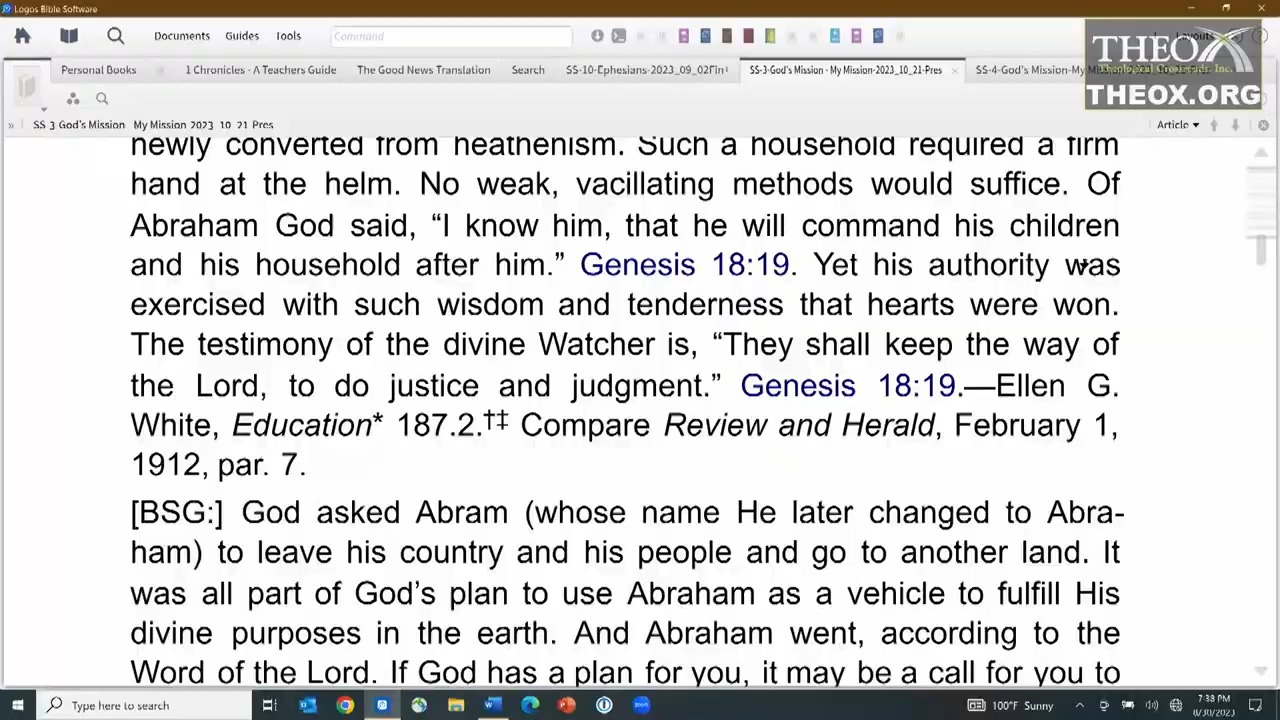 Logos Bible Software
Documents Guides Tools Command Layouts
THEOX
Theological Crossroads, Inc.
THEOX.ORG
Personal Books 1 Chronicles - A Teachers Guide The Good News Translation Search SS-10-Ephesians-2023_09_02Fin SS-3-God's Mission - My Mission-2023_10_21-Pres SS-4-God's Mission-My
» SS 3 God's Mission My Mission 2023 10 21 Pres Article
newly converted from heathenism. Such a household required a firm
hand at the helm. No weak, vacillating methods would suffice. Of
Abraham God said, “I know him, that he will command his children
and his household after him.” Genesis 18:19. Yet his authority was
exercised with such wisdom and tenderness that hearts were won.
The testimony of the divine Watcher is, “They shall keep the way of
the Lord, to do justice and judgment.” Genesis 18:19.—Ellen G.
White, Education* 187.2.†‡ Compare Review and Herald, February 1,
1912, par. 7.
[BSG:] God asked Abram (whose name He later changed to Abra-
ham) to leave his country and his people and go to another land. It
was all part of God’s plan to use Abraham as a vehicle to fulfill His
divine purposes in the earth. And Abraham went, according to the
Word of the Lord. If God has a plan for you, it may be a call for you to
Type here to search 100°F Sunny 7:38 PM
8/30/2023